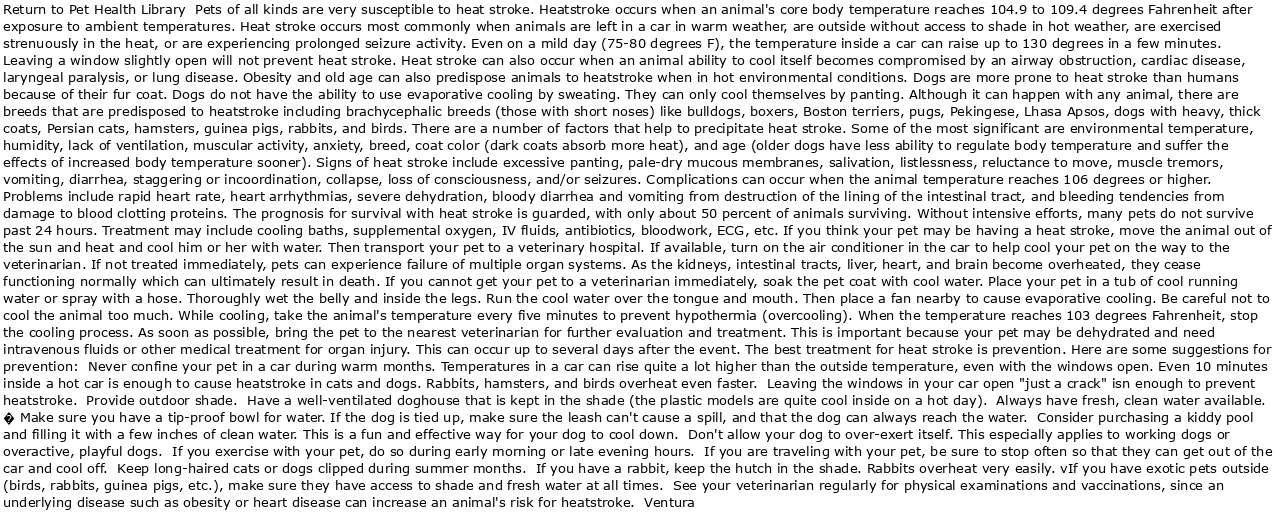 Return to Pet Health Library  Pets of all kinds are very susceptible to heat stroke. Heatstroke occurs when an animal's core body temperature reaches 104.9 to 109.4 degrees Fahrenheit after
exposure to ambient temperatures. Heat stroke occurs most commonly when animals are left in a car in warm weather, are outside without access to shade in hot weather, are exercised
strenuously in the heat, or are experiencing prolonged seizure activity. Even on a mild day (75-80 degrees F), the temperature inside a car can raise up to 130 degrees in a few minutes.
Leaving a window slightly open will not prevent heat stroke. Heat stroke can also occur when an animal ability to cool itself becomes compromised by an airway obstruction, cardiac disease,
laryngeal paralysis, or lung disease. Obesity and old age can also predispose animals to heatstroke when in hot environmental conditions. Dogs are more prone to heat stroke than humans
because of their fur coat. Dogs do not have the ability to use evaporative cooling by sweating. They can only cool themselves by panting. Although it can happen with any animal, there are
breeds that are predisposed to heatstroke including brachycephalic breeds (those with short noses) like bulldogs, boxers, Boston terriers, pugs, Pekingese, Lhasa Apsos, dogs with heavy, thick
coats, Persian cats, hamsters, guinea pigs, rabbits, and birds. There are a number of factors that help to precipitate heat stroke. Some of the most significant are environmental temperature,
humidity, lack of ventilation, muscular activity, anxiety, breed, coat color (dark coats absorb more heat), and age (older dogs have less ability to regulate body temperature and suffer the
effects of increased body temperature sooner). Signs of heat stroke include excessive panting, pale-dry mucous membranes, salivation, listlessness, reluctance to move, muscle tremors,
vomiting, diarrhea, staggering or incoordination, collapse, loss of consciousness, and/or seizures. Complications can occur when the animal temperature reaches 106 degrees or higher.
Problems include rapid heart rate, heart arrhythmias, severe dehydration, bloody diarrhea and vomiting from destruction of the lining of the intestinal tract, and bleeding tendencies from
damage to blood clotting proteins. The prognosis for survival with heat stroke is guarded, with only about 50 percent of animals surviving. Without intensive efforts, many pets do not survive
past 24 hours. Treatment may include cooling baths, supplemental oxygen, IV fluids, antibiotics, bloodwork, ECG, etc. If you think your pet may be having a heat stroke, move the animal out of
the sun and heat and cool him or her with water. Then transport your pet to a veterinary hospital. If available, turn on the air conditioner in the car to help cool your pet on the way to the
veterinarian. If not treated immediately, pets can experience failure of multiple organ systems. As the kidneys, intestinal tracts, liver, heart, and brain become overheated, they cease
functioning normally which can ultimately result in death. If you cannot get your pet to a veterinarian immediately, soak the pet coat with cool water. Place your pet in a tub of cool running
water or spray with a hose. Thoroughly wet the belly and inside the legs. Run the cool water over the tongue and mouth. Then place a fan nearby to cause evaporative cooling. Be careful not to
cool the animal too much. While cooling, take the animal's temperature every five minutes to prevent hypothermia (overcooling). When the temperature reaches 103 degrees Fahrenheit, stop
the cooling process. As soon as possible, bring the pet to the nearest veterinarian for further evaluation and treatment. This is important because your pet may be dehydrated and need
intravenous fluids or other medical treatment for organ injury. This can occur up to several days after the event. The best treatment for heat stroke is prevention. Here are some suggestions for
prevention:  Never confine your pet in a car during warm months. Temperatures in a car can rise quite a lot higher than the outside temperature, even with the windows open. Even 10 minutes
inside a hot car is enough to cause heatstroke in cats and dogs. Rabbits, hamsters, and birds overheat even faster.  Leaving the windows in your car open "just a crack" isn enough to prevent
heatstroke.  Provide outdoor shade.  Have a well-ventilated doghouse that is kept in the shade (the plastic models are quite cool inside on a hot day).  Always have fresh, clean water available.
� Make sure you have a tip-proof bowl for water. If the dog is tied up, make sure the leash can't cause a spill, and that the dog can always reach the water.  Consider purchasing a kiddy pool
and filling it with a few inches of clean water. This is a fun and effective way for your dog to cool down.  Don't allow your dog to over-exert itself. This especially applies to working dogs or
overactive, playful dogs.  If you exercise with your pet, do so during early morning or late evening hours.  If you are traveling with your pet, be sure to stop often so that they can get out of the
car and cool off.  Keep long-haired cats or dogs clipped during summer months.  If you have a rabbit, keep the hutch in the shade. Rabbits overheat very easily. vIf you have exotic pets outside
(birds, rabbits, guinea pigs, etc.), make sure they have access to shade and fresh water at all times.  See your veterinarian regularly for physical examinations and vaccinations, since an
underlying disease such as obesity or heart disease can increase an animal's risk for heatstroke.  Ventura